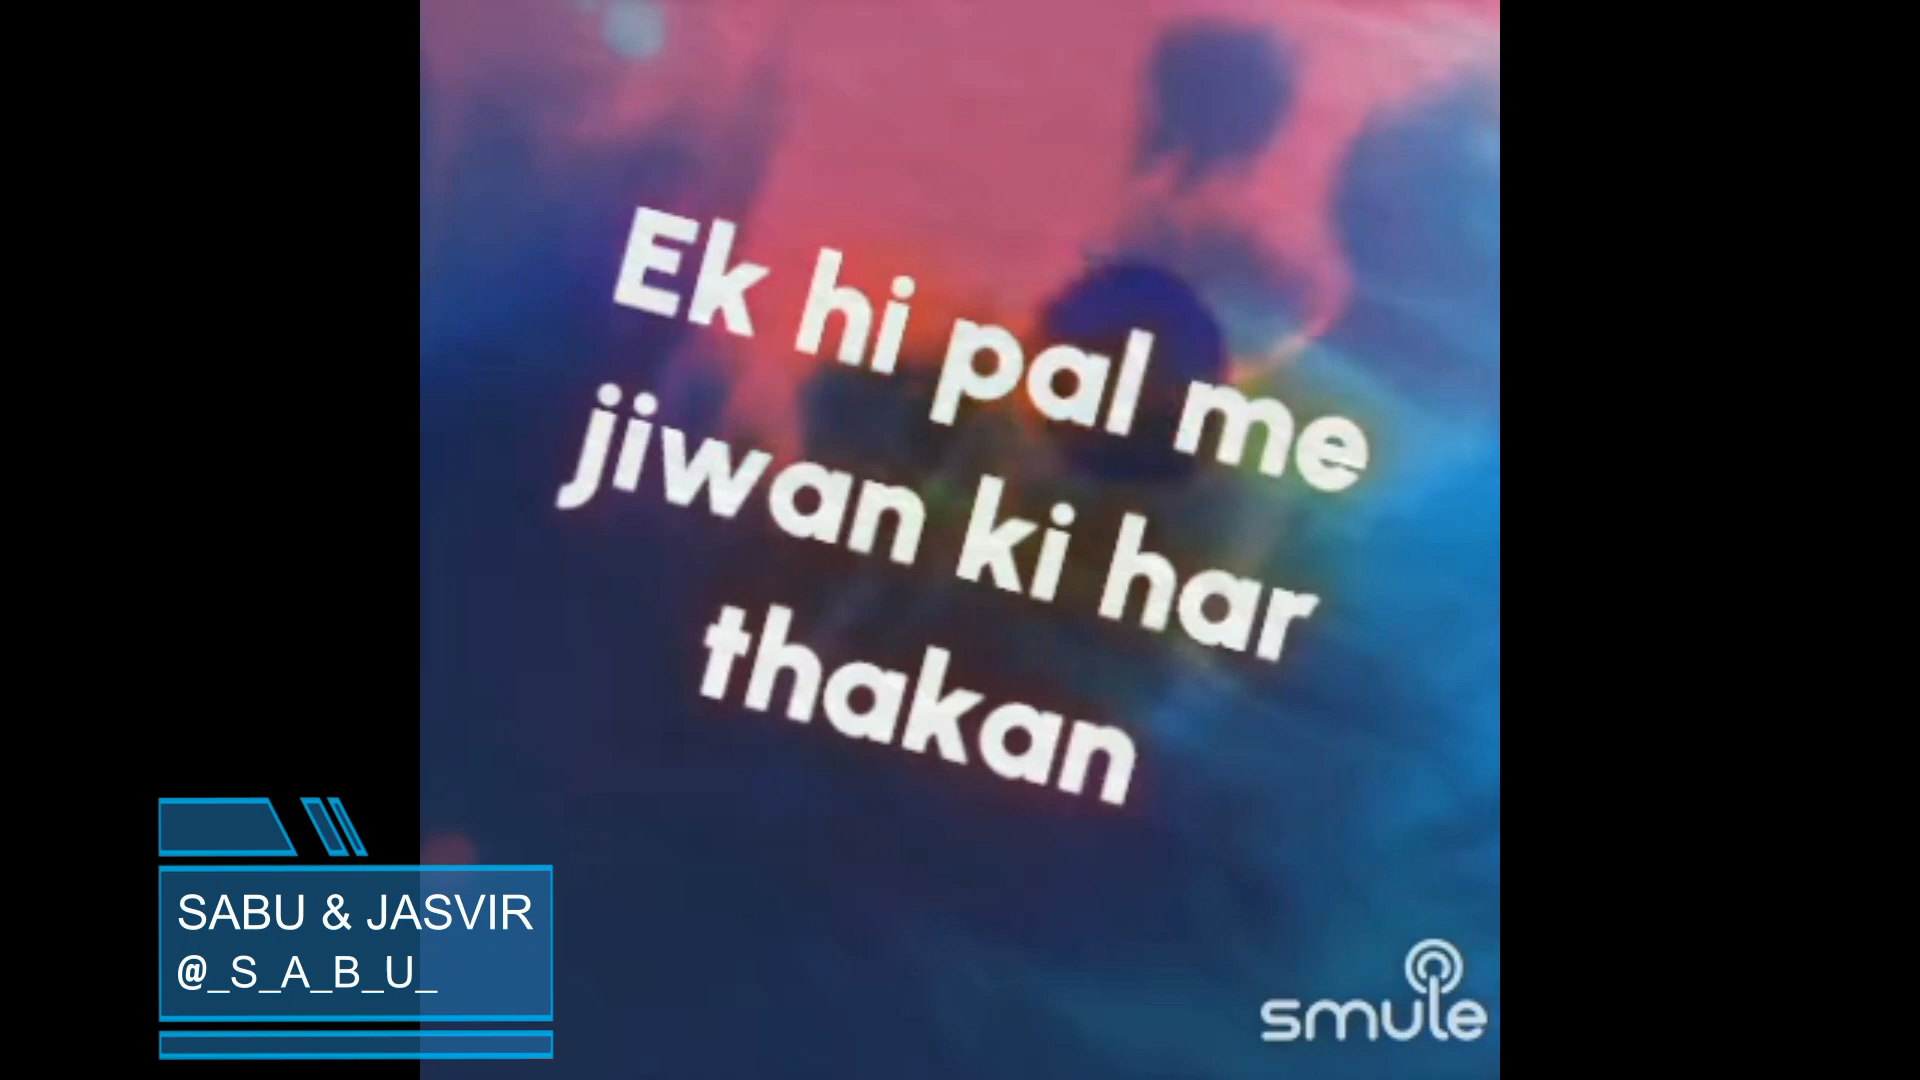 Ek hi pal me
jiwan ki har
thakan
SABU & JASVIR
@_S_A_B_U_
smule